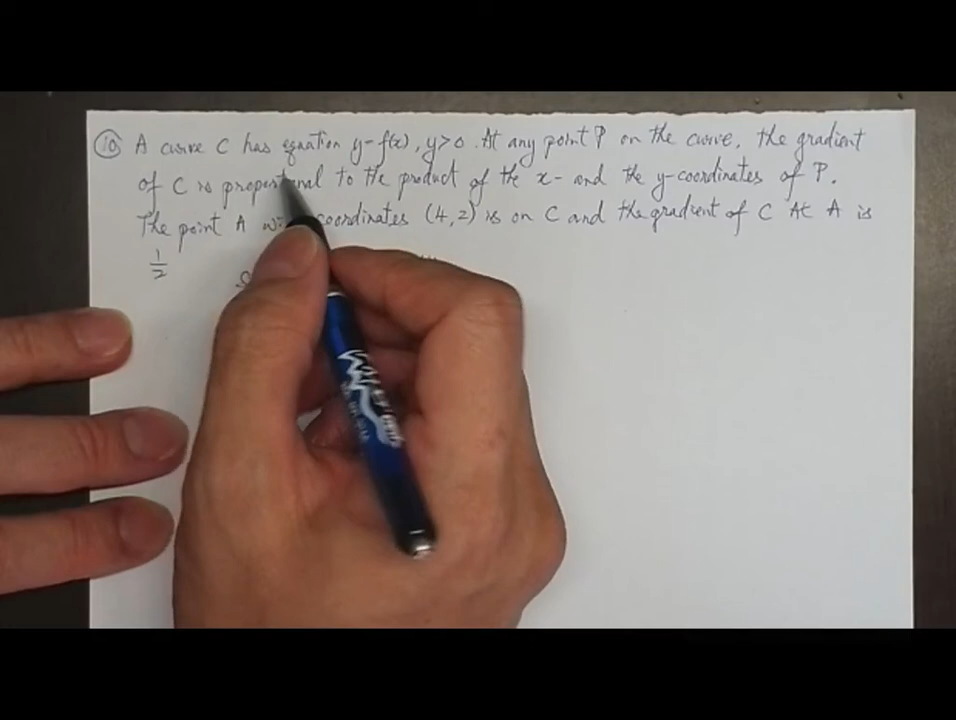 10 A curve C has equation y=f(x), y>0. At any point P on the curve, the gradient
of C is proportional to the product of the x- and the y-coordinates of P.
The point A coordinates (4,2) is on C and the gradient of C At A is
1/2